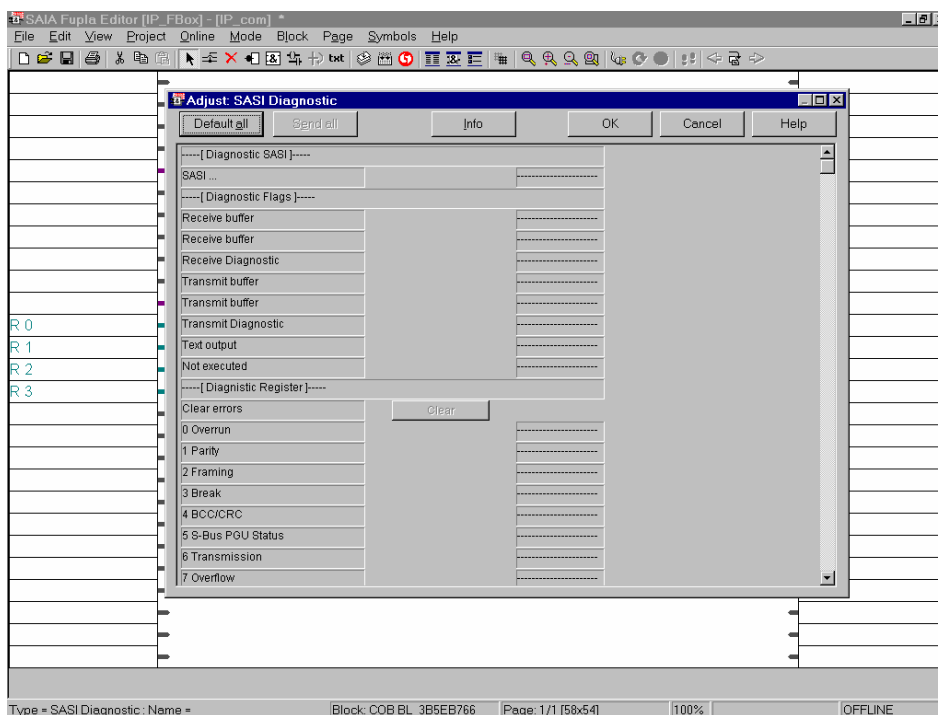 SAIA Fupla Editor [IP_FBox] - [IP_com] *
File Edit View Project Online Mode Block Page Symbols Help
txt
Adjust: SASI Diagnostic
Default all Send all Info OK Cancel Help
-----[ Diagnostic SASI ]-----
SASI ... ---------------------
-----[ Diagnostic Flags ]-----
Receive buffer ---------------------
Receive buffer ---------------------
Receive Diagnostic ---------------------
Transmit buffer ---------------------
Transmit buffer ---------------------
R 0 Transmit Diagnostic ---------------------
R 1 Text output ---------------------
R 2 Not executed ---------------------
R 3 -----[ Diagnistic Register ]-----
Clear errors Clear
0 Overrun ---------------------
1 Parity ---------------------
2 Framing ---------------------
3 Break ---------------------
4 BCC/CRC ---------------------
5 S-Bus PGU Status ---------------------
6 Transmission ---------------------
7 Overflow ---------------------
Type = SASI Diagnostic : Name = Block: COB BL_3B5EB766 Page: 1/1 [58x54] 100% OFFLINE